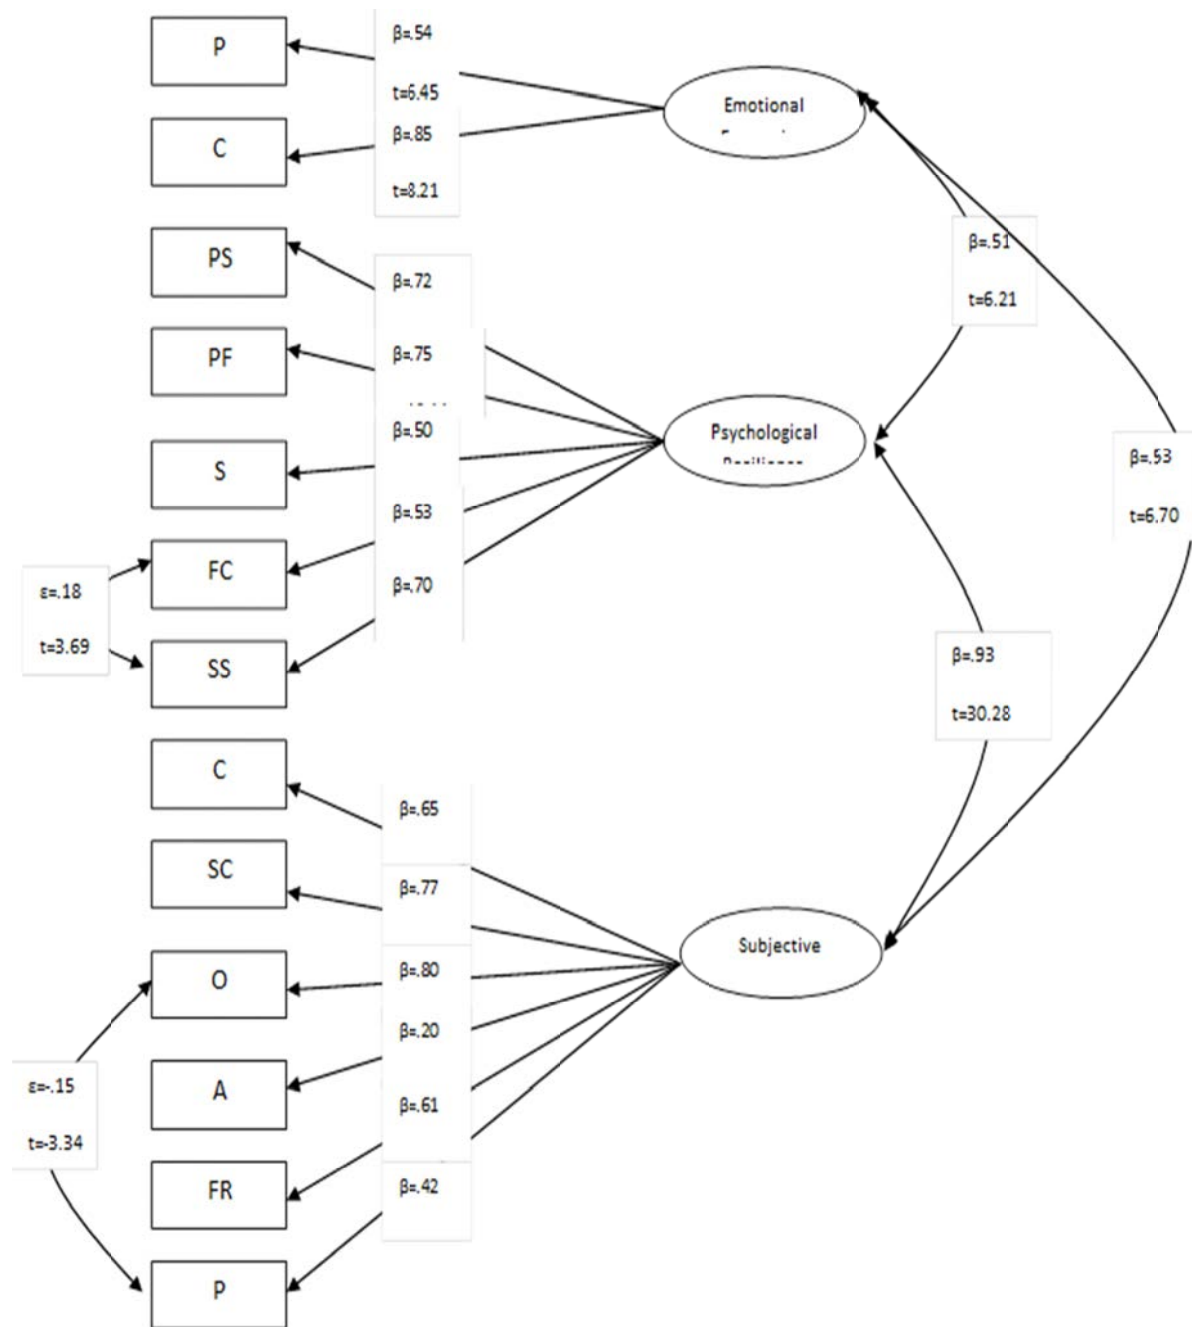 P
β=.54
t=6.45
Emotional
C
β=.85
t=8.21
PS
β=.72
β=.51
t=6.21
PF
β=.75
S
β=.50
Psychological
β=.53
t=6.70
FC
β=.53
ε=.18
t=3.69
SS
β=.70
β=.93
t=30.28
C
β=.65
SC
β=.77
O
β=.80
Subjective
A
β=.20
ε=-.15
t=-3.34
FR
β=.61
P
β=.42